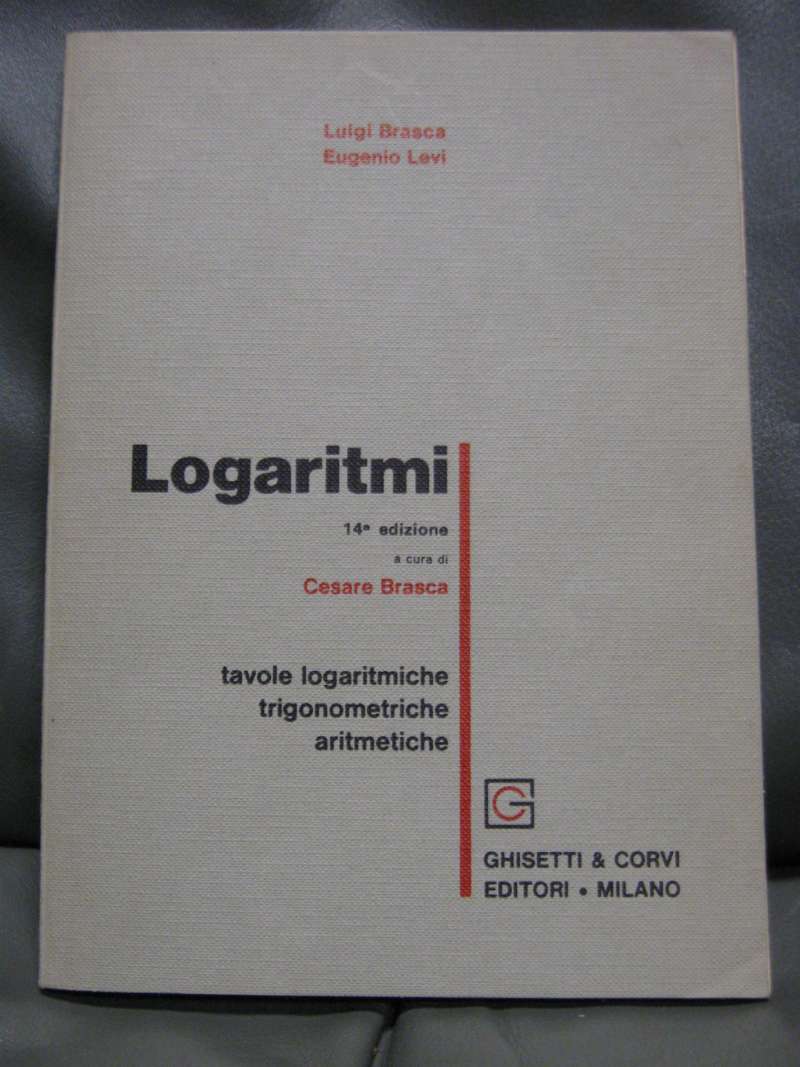 Luigi Brasca
Eugenio Levi
Logaritmi
14ª edizione
a cura di
Cesare Brasca
tavole logaritmiche
trigonometriche
aritmetiche
GHISETTI & CORVI
EDITORI • MILANO